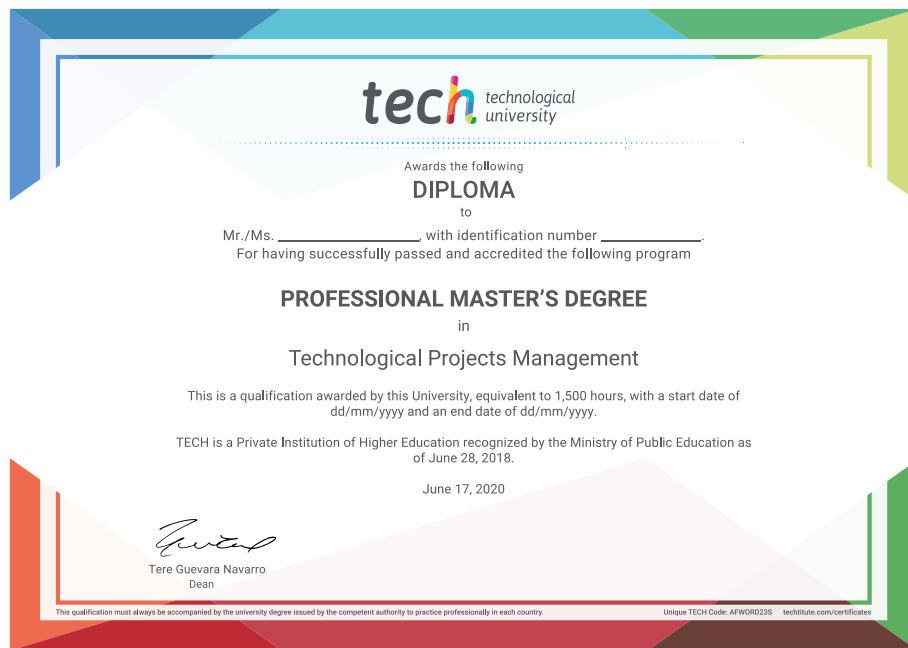 tech technological
university
Awards the following
DIPLOMA
to
Mr./Ms. ____________________, with identification number ______________.
For having successfully passed and accredited the following program
PROFESSIONAL MASTER'S DEGREE
in
Technological Projects Management
This is a qualification awarded by this University, equivalent to 1,500 hours, with a start date of
dd/mm/yyyy and an end date of dd/mm/yyyy.
TECH is a Private Institution of Higher Education recognized by the Ministry of Public Education as
of June 28, 2018.
June 17, 2020
Tere Guevara Navarro
Dean
This qualification must always be accompanied by the university degree issued by the competent authority to practice professionally in each country. Unique TECH Code: AFWORD23S techtitute.com/certificates